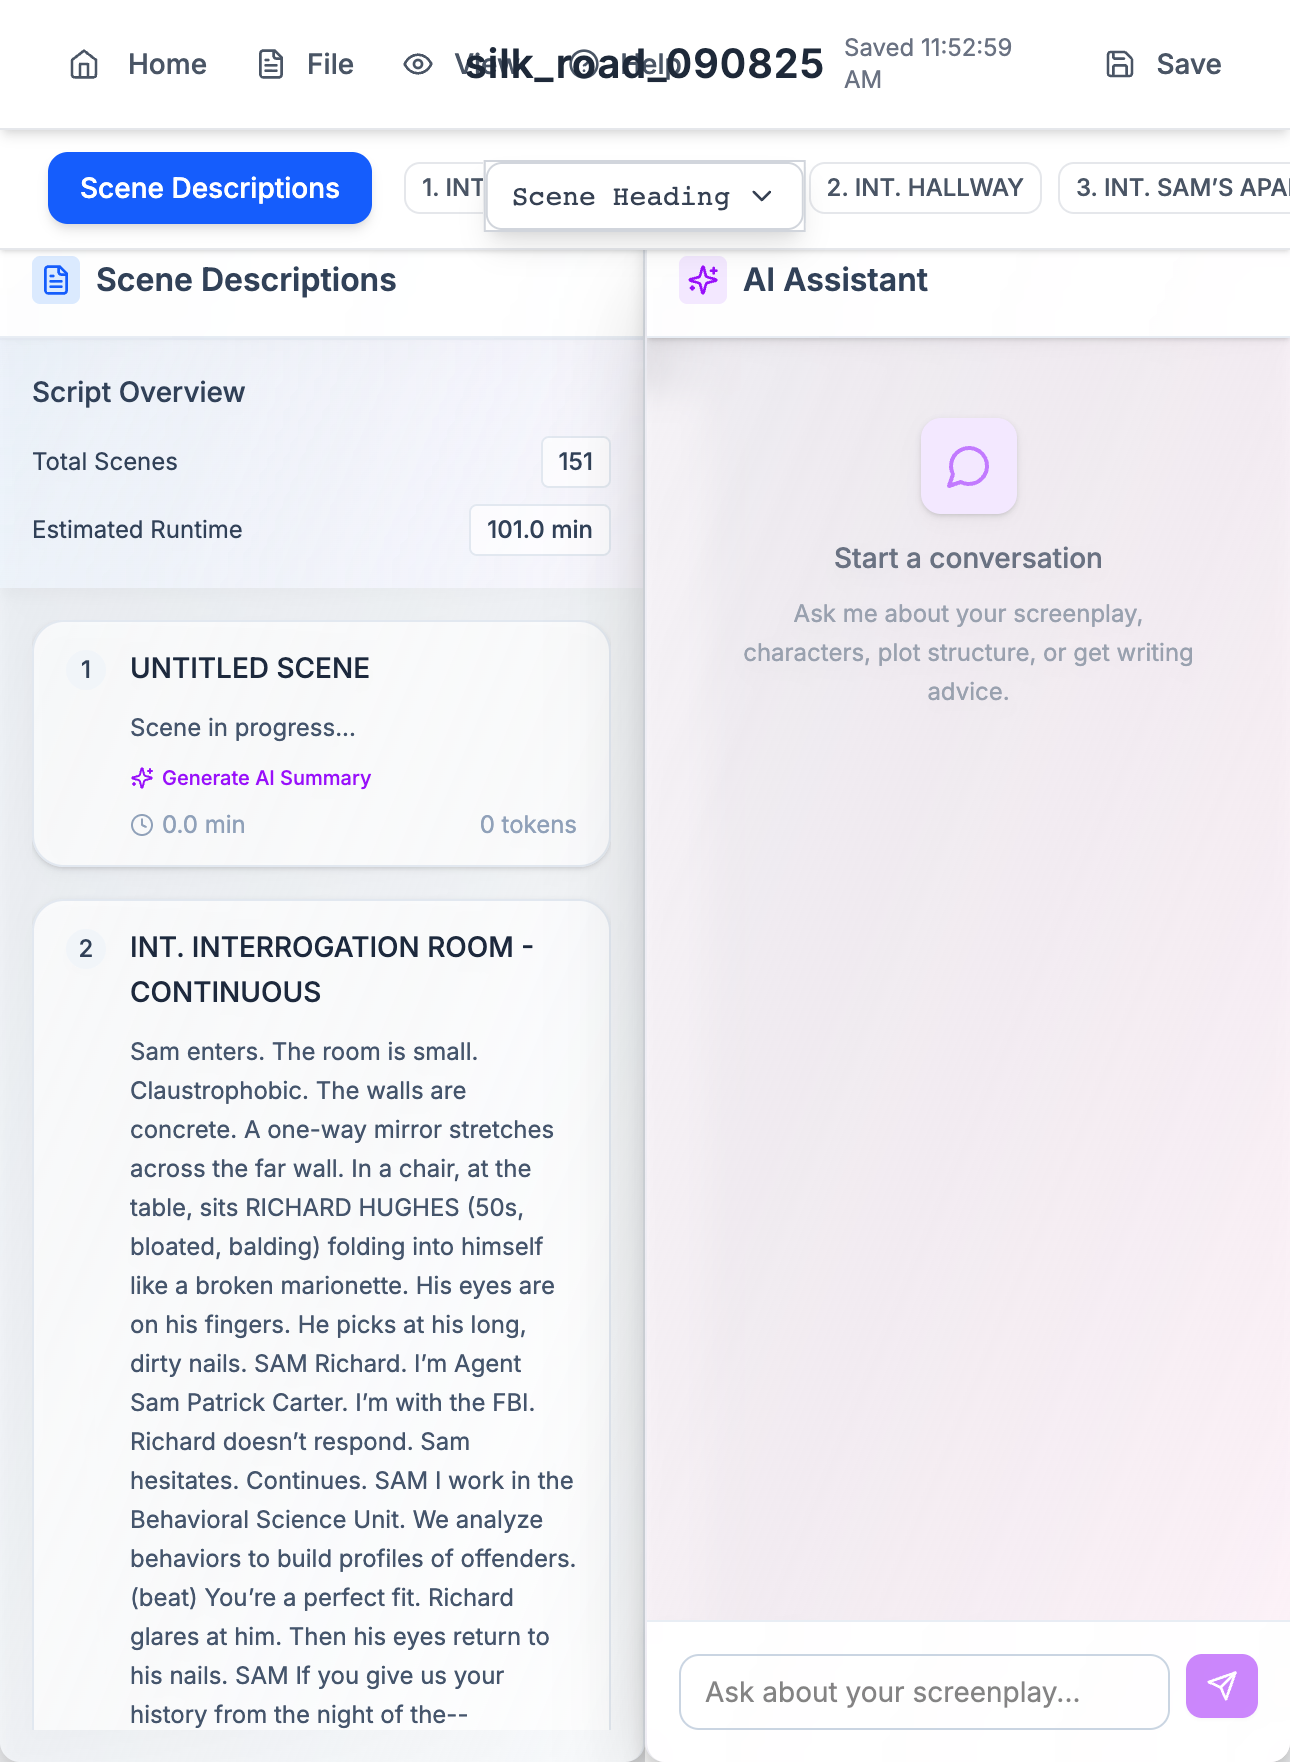 Home
File
View
Help
silk_road_090825
Saved 11:52:59
AM
Save
Scene Descriptions
1. INT
Scene Heading
2. INT. HALLWAY
3. INT. SAM’S APA
Scene Descriptions
Script Overview
Total Scenes
151
Estimated Runtime
101.0 min
1
UNTITLED SCENE
Scene in progress...
Generate AI Summary
0.0 min
0 tokens
2
INT. INTERROGATION ROOM -
CONTINUOUS
Sam enters. The room is small.
Claustrophobic. The walls are
concrete. A one-way mirror stretches
across the far wall. In a chair, at the
table, sits RICHARD HUGHES (50s,
bloated, balding) folding into himself
like a broken marionette. His eyes are
on his fingers. He picks at his long,
dirty nails. SAM Richard. I’m Agent
Sam Patrick Carter. I’m with the FBI.
Richard doesn’t respond. Sam
hesitates. Continues. SAM I work in the
Behavioral Science Unit. We analyze
behaviors to build profiles of offenders.
(beat) You’re a perfect fit. Richard
glares at him. Then his eyes return to
his nails. SAM If you give us your
history from the night of the--
AI Assistant
Start a conversation
Ask me about your screenplay,
characters, plot structure, or get writing
advice.
Ask about your screenplay...